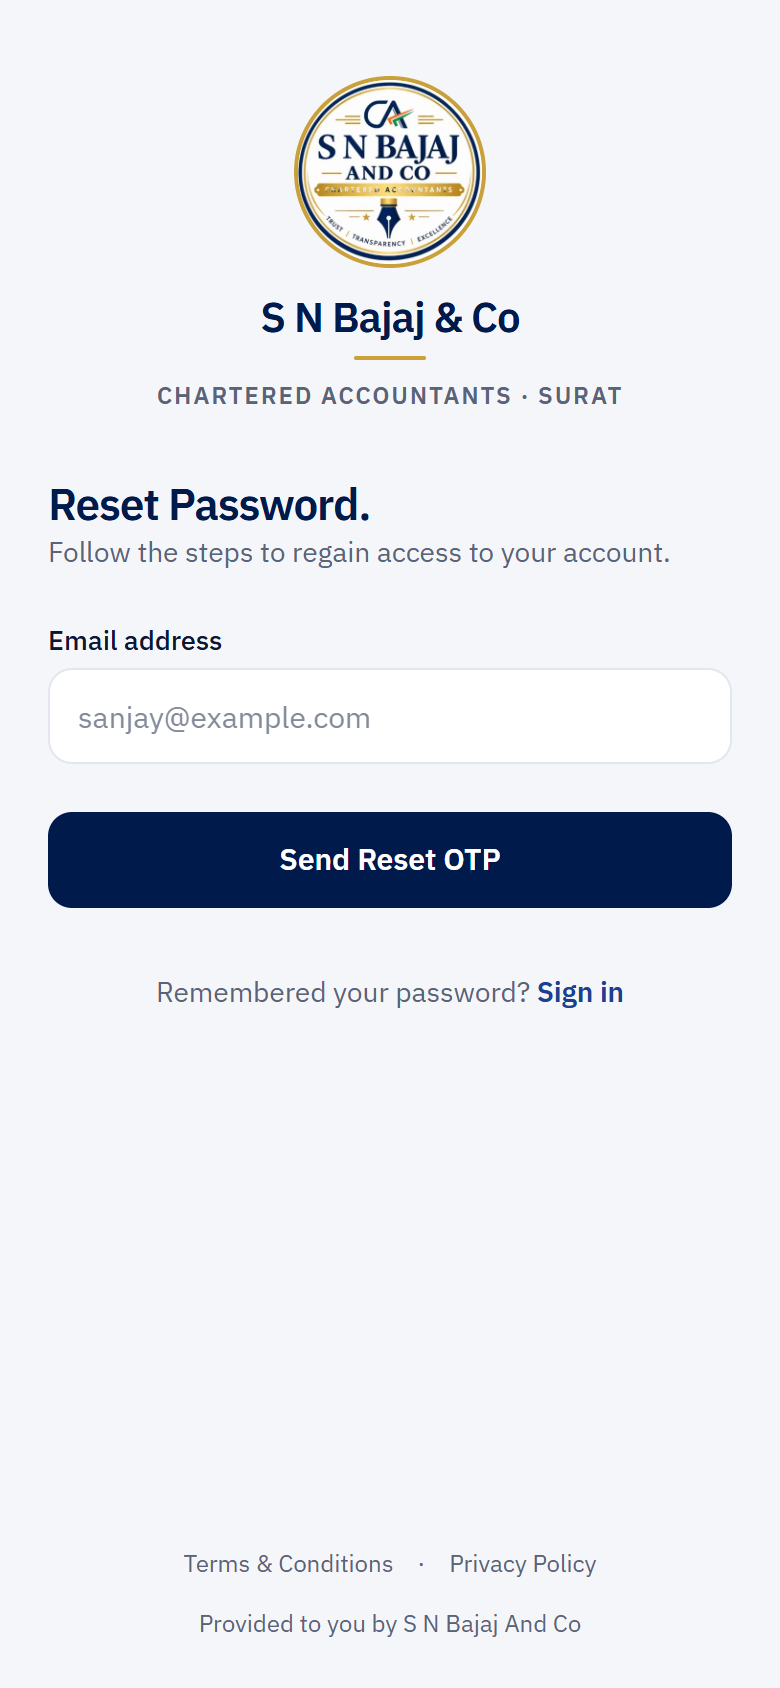 CA
S N BAJAJ
AND CO
CHARTERED ACCOUNTANTS
TRUST | TRANSPARENCY | EXCELLENCE
S N Bajaj & Co
CHARTERED ACCOUNTANTS · SURAT
Reset Password.
Follow the steps to regain access to your account.
Email address
sanjay@example.com
Send Reset OTP
Remembered your password? Sign in
Terms & Conditions · Privacy Policy
Provided to you by S N Bajaj And Co